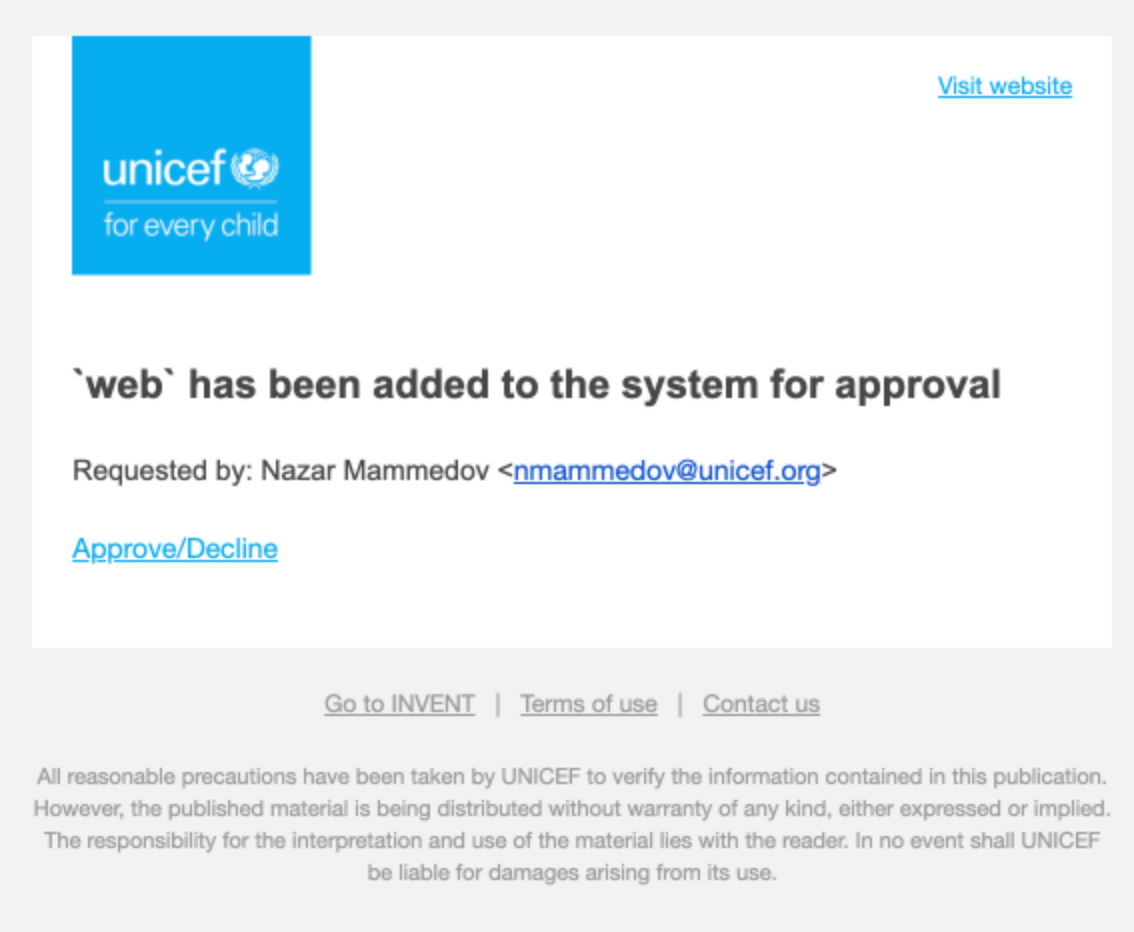 unicef
for every child
Visit website
`web` has been added to the system for approval
Requested by: Nazar Mammedov <nmammedov@unicef.org>
Approve/Decline
Go to INVENT | Terms of use | Contact us
All reasonable precautions have been taken by UNICEF to verify the information contained in this publication.
However, the published material is being distributed without warranty of any kind, either expressed or implied.
The responsibility for the interpretation and use of the material lies with the reader. In no event shall UNICEF
be liable for damages arising from its use.